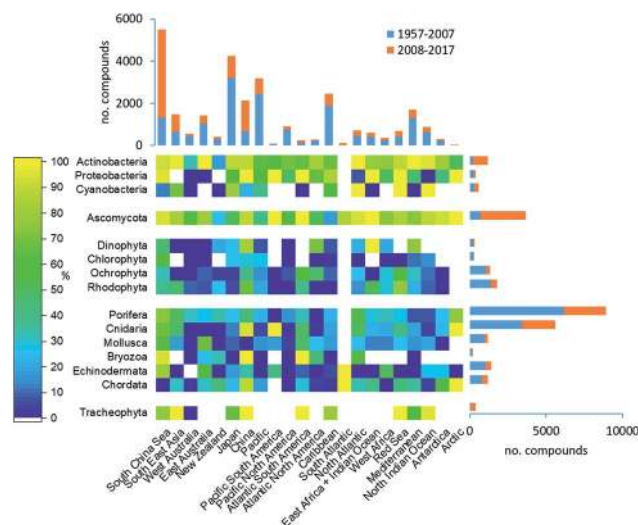 6000
4000
2000
0
no. compounds
1957-2007
2008-2017
100
90
80
70
60
50
40
30
20
10
0
%
Actinobacteria
Proteobacteria
Cyanobacteria
Ascomycota
Dinophyta
Chlorophyta
Ochrophyta
Rhodophyta
Porifera
Cnidaria
Mollusca
Bryozoa
Echinodermata
Chordata
Tracheophyta
South China Sea
South East Asia
West Australia
East Australia
New Zealand
Japan
China
Pacific
Pacific South America
Pacific North America
Atlantic South America
Atlantic North America
Caribbean
South Atlantic
North Atlantic
East Africa + Indian Ocean
West Africa
Red Sea
Mediterranean
North Indian Ocean
Antarctica
Arctic
0 5000 10000
no. compounds